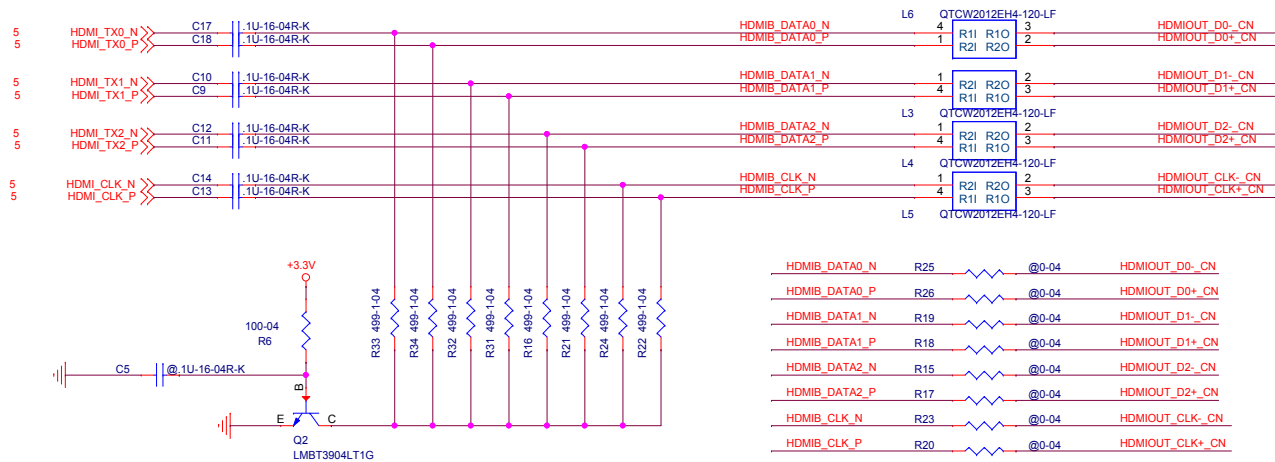 L6 QTCW2012EH4-120-LF
5 HDMI_TX0_N C17 .1U-16-04R-K HDMIB_DATA0_N 4 R1I R1O 3 HDMIOUT_D0-_CN
5 HDMI_TX0_P C18 .1U-16-04R-K HDMIB_DATA0_P 1 R2I R2O 2 HDMIOUT_D0+_CN
5 HDMI_TX1_N C10 .1U-16-04R-K HDMIB_DATA1_N 1 R2I R2O 2 HDMIOUT_D1-_CN
5 HDMI_TX1_P C9 .1U-16-04R-K HDMIB_DATA1_P 4 R1I R1O 3 HDMIOUT_D1+_CN
L3 QTCW2012EH4-120-LF
5 HDMI_TX2_N C12 .1U-16-04R-K HDMIB_DATA2_N 1 R2I R2O 2 HDMIOUT_D2-_CN
5 HDMI_TX2_P C11 .1U-16-04R-K HDMIB_DATA2_P 4 R1I R1O 3 HDMIOUT_D2+_CN
L4 QTCW2012EH4-120-LF
5 HDMI_CLK_N C14 .1U-16-04R-K HDMIB_CLK_N 1 R2I R2O 2 HDMIOUT_CLK-_CN
5 HDMI_CLK_P C13 .1U-16-04R-K HDMIB_CLK_P 4 R1I R1O 3 HDMIOUT_CLK+_CN
L5 QTCW2012EH4-120-LF
+3.3V
100-04
R6
R33 499-1-04
R34 499-1-04
R32 499-1-04
R31 499-1-04
R16 499-1-04
R21 499-1-04
R24 499-1-04
R22 499-1-04
C5 @.1U-16-04R-K
B
E C
Q2
LMBT3904LT1G
HDMIB_DATA0_N R25 @0-04 HDMIOUT_D0-_CN
HDMIB_DATA0_P R26 @0-04 HDMIOUT_D0+_CN
HDMIB_DATA1_N R19 @0-04 HDMIOUT_D1-_CN
HDMIB_DATA1_P R18 @0-04 HDMIOUT_D1+_CN
HDMIB_DATA2_N R15 @0-04 HDMIOUT_D2-_CN
HDMIB_DATA2_P R17 @0-04 HDMIOUT_D2+_CN
HDMIB_CLK_N R23 @0-04 HDMIOUT_CLK-_CN
HDMIB_CLK_P R20 @0-04 HDMIOUT_CLK+_CN